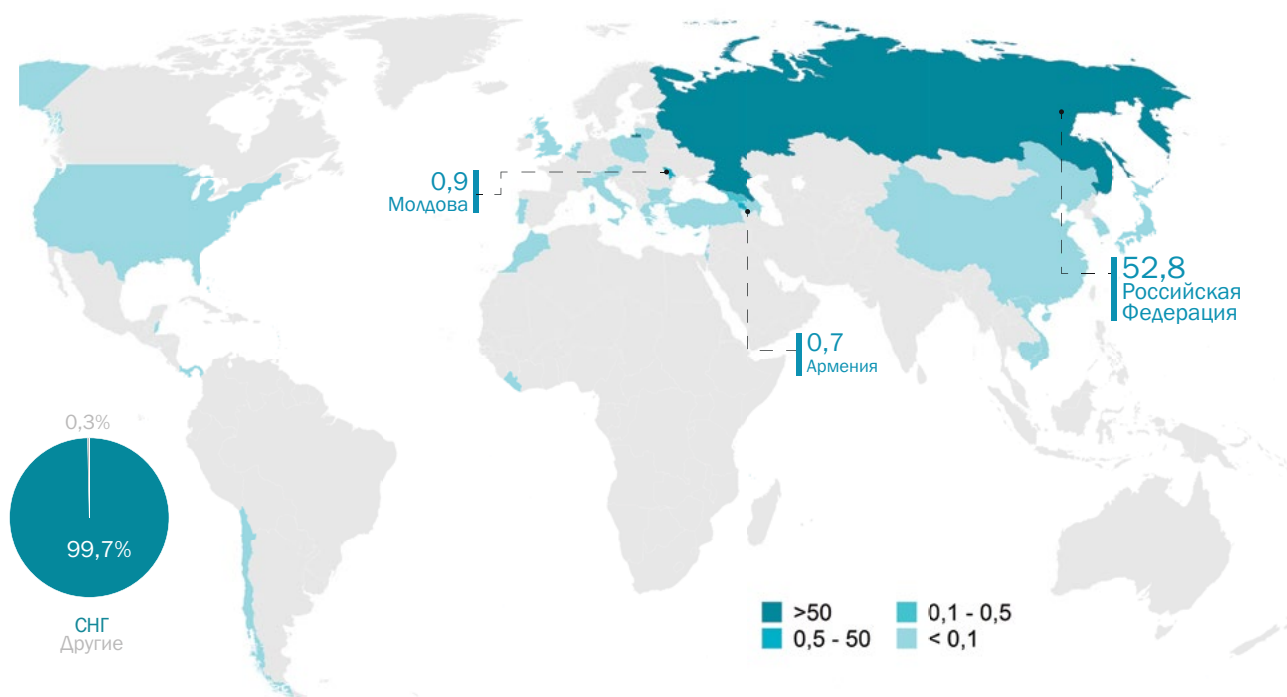 0,9
Молдова
52,8
Российская
Федерация
0,7
Армения
0,3%
99,7%
СНГ
Другие
>50
0,5 - 50
0,1 - 0,5
< 0,1